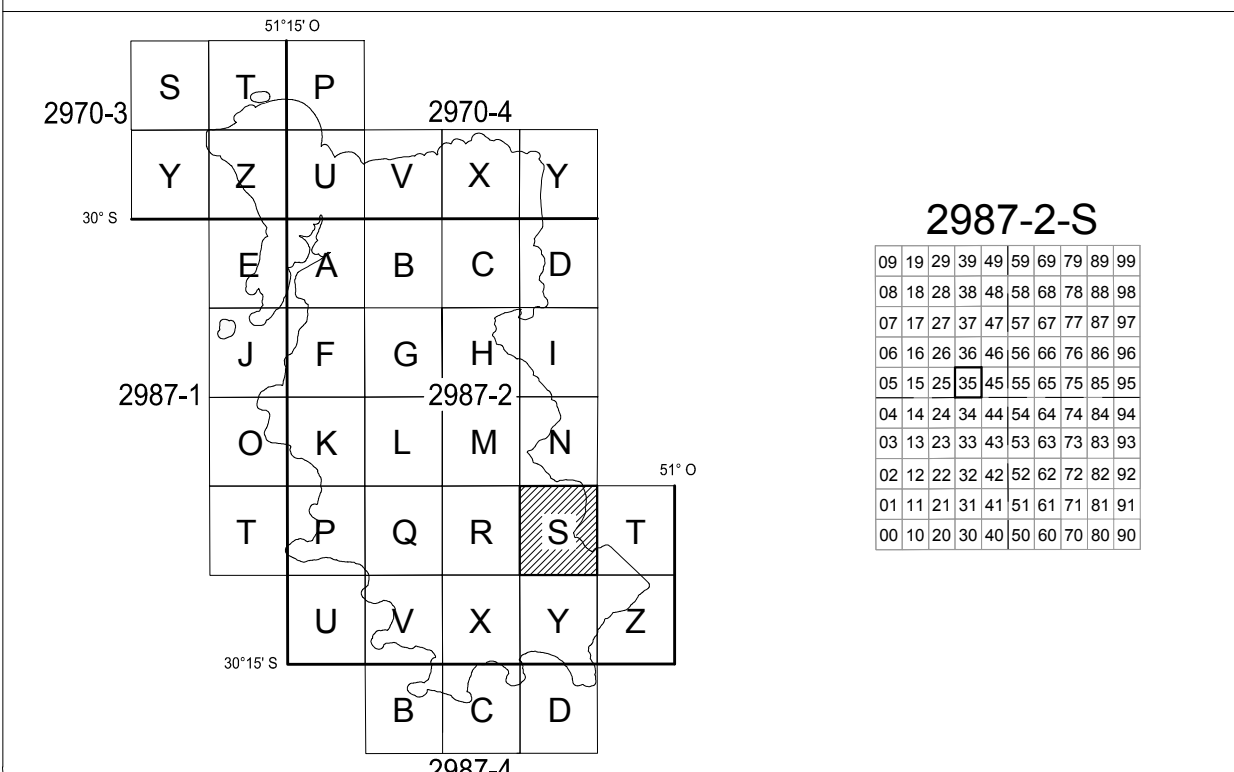 51°15' O
S T P
2970-3 2970-4
Y Z U V X Y
30° S
E A B C D
J F G H I
2987-1 2987-2
O K L M N
51° O
T P Q R S T
U V X Y Z
30°15' S
B C D
2987-4
2987-2-S
09 19 29 39 49 59 69 79 89 99
08 18 28 38 48 58 68 78 88 98
07 17 27 37 47 57 67 77 87 97
06 16 26 36 46 56 66 76 86 96
05 15 25 35 45 55 65 75 85 95
04 14 24 34 44 54 64 74 84 94
03 13 23 33 43 53 63 73 83 93
02 12 22 32 42 52 62 72 82 92
01 11 21 31 41 51 61 71 81 91
00 10 20 30 40 50 60 70 80 90